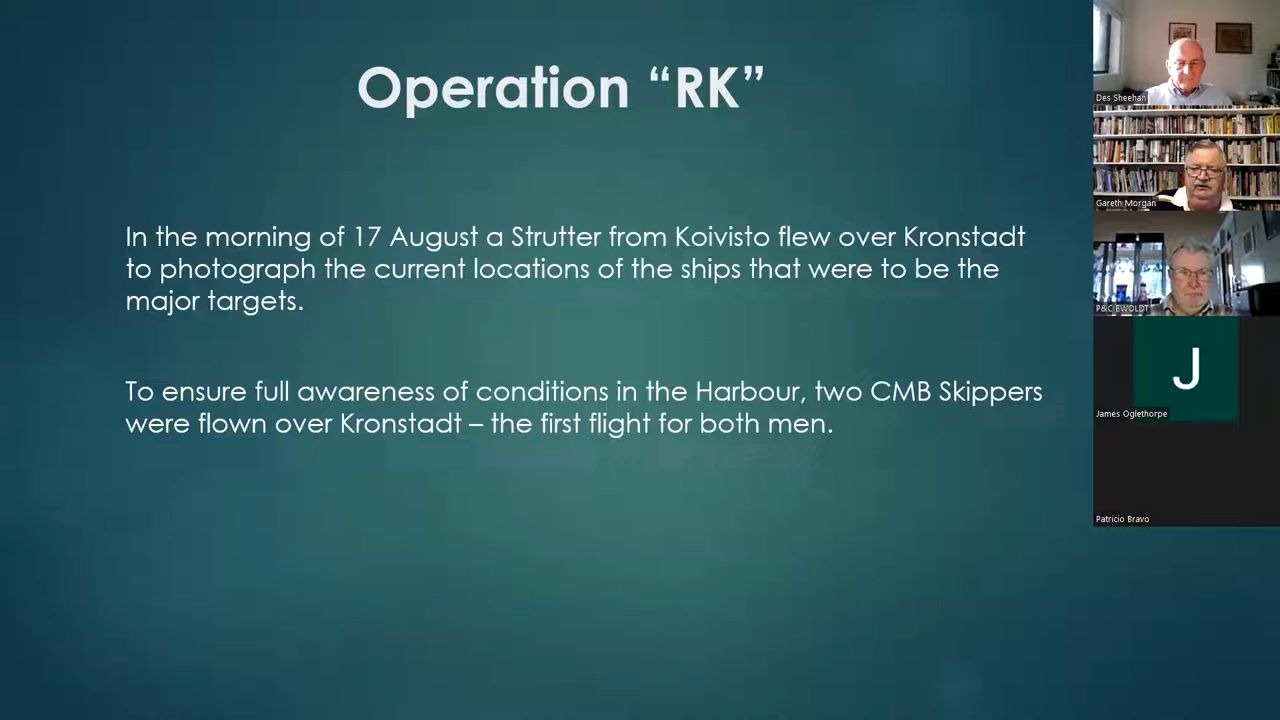 Operation “RK”
In the morning of 17 August a Strutter from Koivisto flew over Kronstadt
to photograph the current locations of the ships that were to be the
major targets.
To ensure full awareness of conditions in the Harbour, two CMB Skippers
were flown over Kronstadt – the first flight for both men.
Des Sheehan
Gareth Morgan
P&C EWOLDT
J
James Oglethorpe
Patricio Bravo